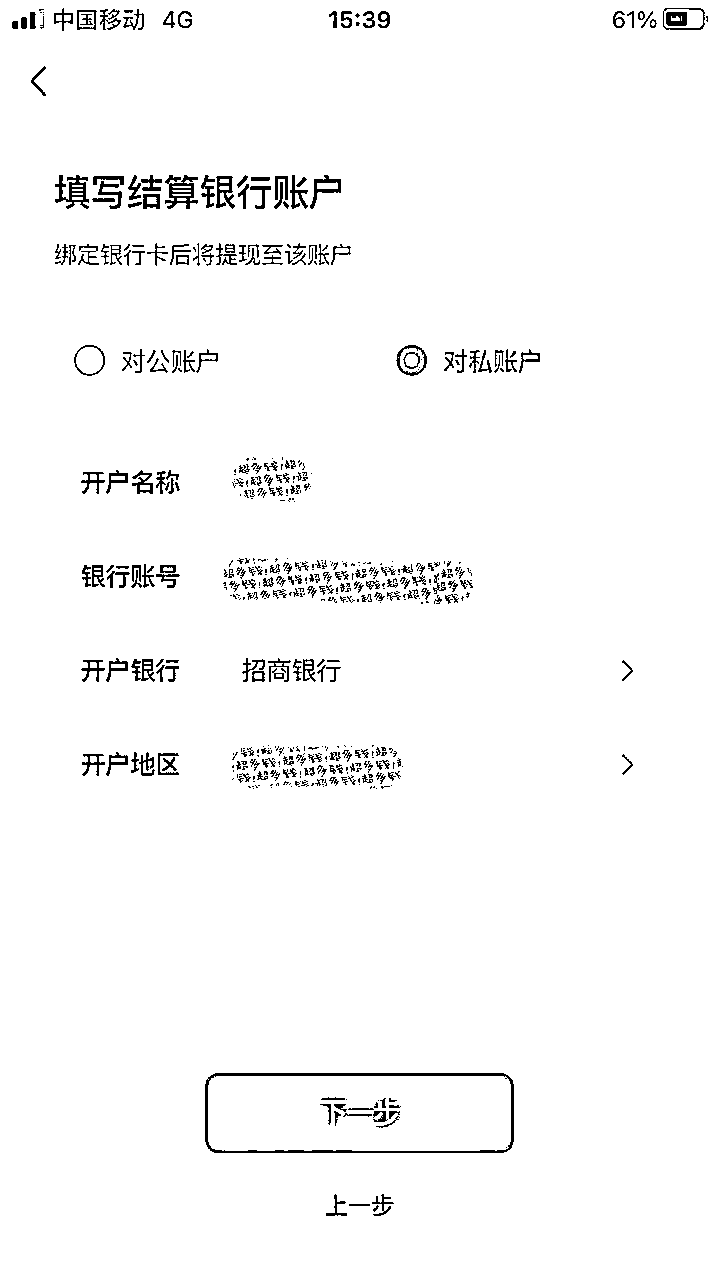 中国移动 4G 15:39 61%
填写结算银行账户
绑定银行卡后将提现至该账户
对公账户 对私账户
开户名称
银行账号
开户银行 招商银行
开户地区
下一步
上一步